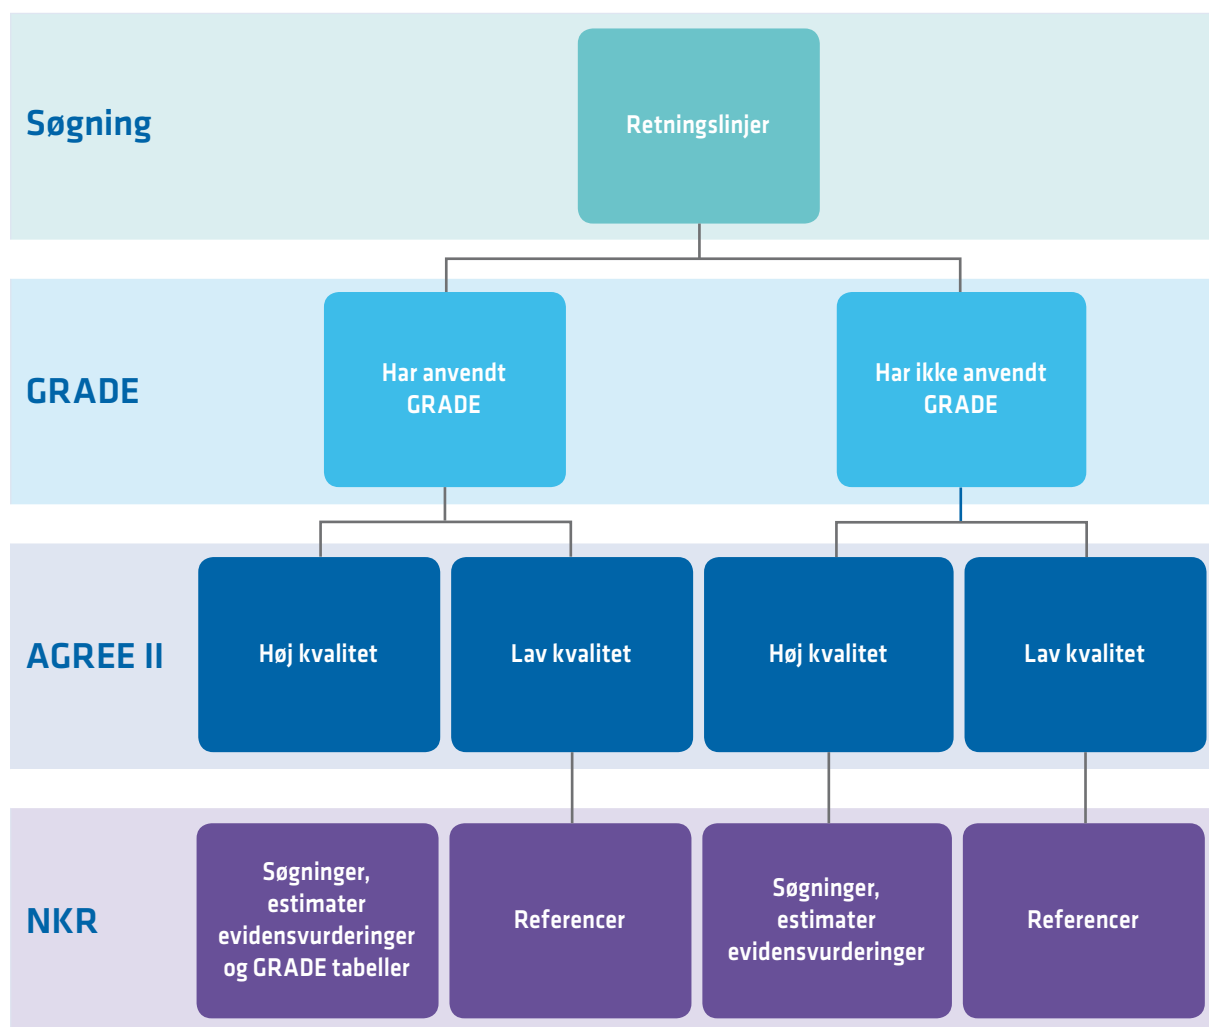 Søgning
Retningslinjer
GRADE
Har anvendt
GRADE
Har ikke anvendt
GRADE
AGREE II
Høj kvalitet
Lav kvalitet
Høj kvalitet
Lav kvalitet
NKR
Søgninger,
estimater
evidensvurderinger
og GRADE tabeller
Referencer
Søgninger,
estimater
evidensvurderinger
Referencer